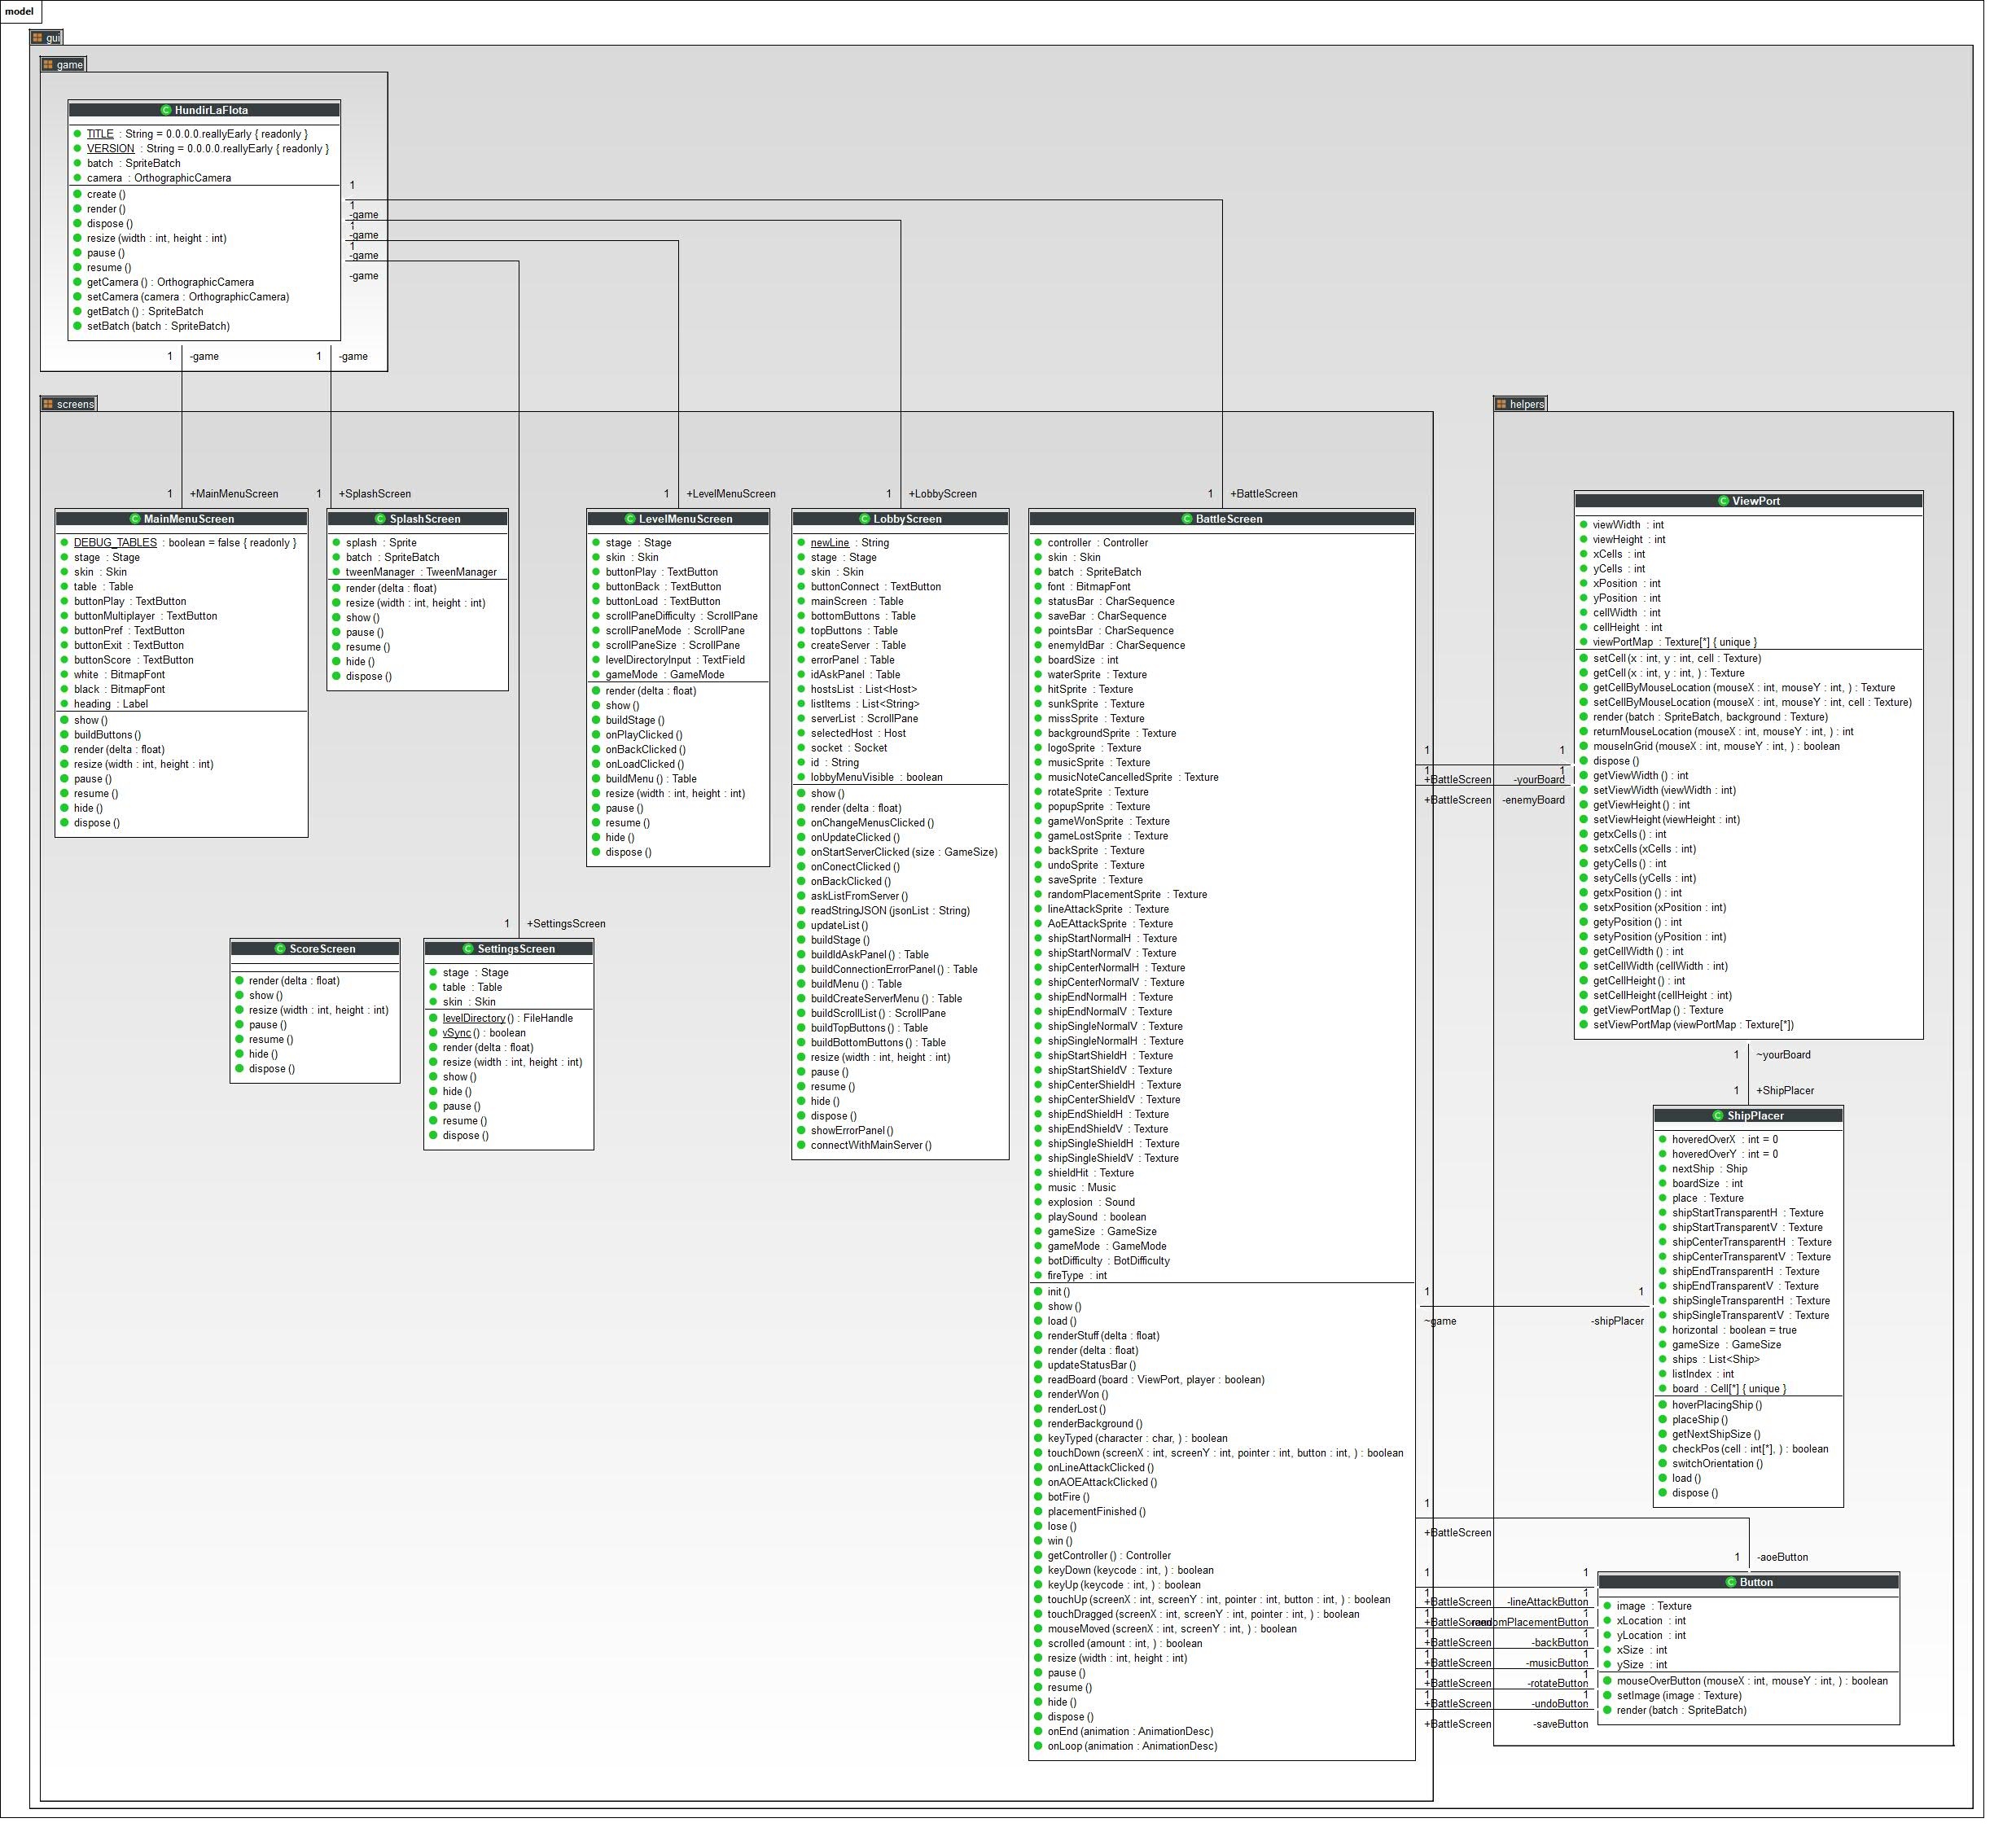 model
gui
game
HundirLaFlota
TITLE : String = 0.0.0.0.reallyEarly { readonly }
VERSION : String = 0.0.0.0.reallyEarly { readonly }
batch : SpriteBatch
camera : OrthographicCamera
create ()
render ()
dispose ()
resize (width : int, height : int)
pause ()
resume ()
getCamera () : OrthographicCamera
setCamera (camera : OrthographicCamera)
getBatch () : SpriteBatch
setBatch (batch : SpriteBatch)
1
1
-game
1
-game
1
-game
-game
1 -game
1 -game
screens
1 +MainMenuScreen
1 +SplashScreen
1 +LevelMenuScreen
1 +LobbyScreen
1 +BattleScreen
MainMenuScreen
DEBUG_TABLES : boolean = false { readonly }
stage : Stage
skin : Skin
table : Table
buttonPlay : TextButton
buttonMultiplayer : TextButton
buttonPref : TextButton
buttonExit : TextButton
buttonScore : TextButton
white : BitmapFont
black : BitmapFont
heading : Label
show ()
buildButtons ()
render (delta : float)
resize (width : int, height : int)
pause ()
resume ()
hide ()
dispose ()
SplashScreen
splash : Sprite
batch : SpriteBatch
tweenManager : TweenManager
render (delta : float)
resize (width : int, height : int)
show ()
pause ()
resume ()
hide ()
dispose ()
LevelMenuScreen
stage : Stage
skin : Skin
buttonPlay : TextButton
buttonBack : TextButton
buttonLoad : TextButton
scrollPaneDifficulty : ScrollPane
scrollPaneMode : ScrollPane
scrollPaneSize : ScrollPane
levelDirectoryInput : TextField
gameMode : GameMode
render (delta : float)
show ()
buildStage ()
onPlayClicked ()
onBackClicked ()
onLoadClicked ()
buildMenu () : Table
resize (width : int, height : int)
pause ()
resume ()
hide ()
dispose ()
LobbyScreen
newLine : String
stage : Stage
skin : Skin
buttonConnect : TextButton
mainScreen : Table
bottomButtons : Table
topButtons : Table
createServer : Table
errorPanel : Table
idAskPanel : Table
hostsList : List<Host>
listItems : List<String>
serverList : ScrollPane
selectedHost : Host
socket : Socket
id : String
lobbyMenuVisible : boolean
show ()
render (delta : float)
onChangeMenusClicked ()
onUpdateClicked ()
onStartServerClicked (size : GameSize)
onConectClicked ()
onBackClicked ()
askListFromServer ()
readStringJSON (jsonList : String)
updateList ()
buildStage ()
buildIdAskPanel () : Table
buildConnectionErrorPanel () : Table
buildMenu () : Table
buildCreateServerMenu () : Table
buildScrollList () : ScrollPane
buildTopButtons () : Table
buildBottomButtons () : Table
resize (width : int, height : int)
pause ()
resume ()
hide ()
dispose ()
showErrorPanel ()
connectWithMainServer ()
BattleScreen
controller : Controller
skin : Skin
batch : SpriteBatch
font : BitmapFont
statusBar : CharSequence
saveBar : CharSequence
pointsBar : CharSequence
enemyIdBar : CharSequence
boardSize : int
waterSprite : Texture
hitSprite : Texture
sunkSprite : Texture
missSprite : Texture
backgroundSprite : Texture
logoSprite : Texture
musicSprite : Texture
musicNoteCancelledSprite : Texture
rotateSprite : Texture
popupSprite : Texture
gameWonSprite : Texture
gameLostSprite : Texture
backSprite : Texture
undoSprite : Texture
saveSprite : Texture
randomPlacementSprite : Texture
lineAttackSprite : Texture
AoEAttackSprite : Texture
shipStartNormalH : Texture
shipStartNormalV : Texture
shipCenterNormalH : Texture
shipCenterNormalV : Texture
shipEndNormalH : Texture
shipEndNormalV : Texture
shipSingleNormalV : Texture
shipSingleNormalH : Texture
shipStartShieldH : Texture
shipStartShieldV : Texture
shipCenterShieldH : Texture
shipCenterShieldV : Texture
shipEndShieldH : Texture
shipEndShieldV : Texture
shipSingleShieldH : Texture
shipSingleShieldV : Texture
shieldHit : Texture
music : Music
explosion : Sound
playSound : boolean
gameSize : GameSize
gameMode : GameMode
botDifficulty : BotDifficulty
fireType : int
init ()
show ()
load ()
renderStuff (delta : float)
render (delta : float)
updateStatusBar ()
readBoard (board : ViewPort, player : boolean)
renderWon ()
renderLost ()
renderBackground ()
keyTyped (character : char, ) : boolean
touchDown (screenX : int, screenY : int, pointer : int, button : int, ) : boolean
onLineAttackClicked ()
onAOEAttackClicked ()
botFire ()
placementFinished ()
lose ()
win ()
getController () : Controller
keyDown (keycode : int, ) : boolean
keyUp (keycode : int, ) : boolean
touchUp (screenX : int, screenY : int, pointer : int, button : int, ) : boolean
touchDragged (screenX : int, screenY : int, pointer : int, ) : boolean
mouseMoved (screenX : int, screenY : int, ) : boolean
scrolled (amount : int, ) : boolean
resize (width : int, height : int)
pause ()
resume ()
hide ()
dispose ()
onEnd (animation : AnimationDesc)
onLoop (animation : AnimationDesc)
1 +SettingsScreen
ScoreScreen
render (delta : float)
show ()
resize (width : int, height : int)
pause ()
resume ()
hide ()
dispose ()
SettingsScreen
stage : Stage
table : Table
skin : Skin
levelDirectory () : FileHandle
vSync () : boolean
render (delta : float)
resize (width : int, height : int)
show ()
hide ()
pause ()
resume ()
dispose ()
helpers
ViewPort
viewWidth : int
viewHeight : int
xCells : int
yCells : int
xPosition : int
yPosition : int
cellWidth : int
cellHeight : int
viewPortMap : Texture[*] { unique }
setCell (x : int, y : int, cell : Texture)
getCell (x : int, y : int, ) : Texture
getCellByMouseLocation (mouseX : int, mouseY : int, ) : Texture
setCellByMouseLocation (mouseX : int, mouseY : int, cell : Texture)
render (batch : SpriteBatch, background : Texture)
returnMouseLocation (mouseX : int, mouseY : int, ) : int
mouseInGrid (mouseX : int, mouseY : int, ) : boolean
dispose ()
getViewWidth () : int
setViewWidth (viewWidth : int)
getViewHeight () : int
setViewHeight (viewHeight : int)
getxCells () : int
setxCells (xCells : int)
getyCells () : int
setyCells (yCells : int)
getxPosition () : int
setxPosition (xPosition : int)
getyPosition () : int
setyPosition (yPosition : int)
getCellWidth () : int
setCellWidth (cellWidth : int)
getCellHeight () : int
setCellHeight (cellHeight : int)
getViewPortMap () : Texture
setViewPortMap (viewPortMap : Texture[*])
1 1
1 1
+BattleScreen -yourBoard
+BattleScreen -enemyBoard
1 ~yourBoard
1 +ShipPlacer
ShipPlacer
hoveredOverX : int = 0
hoveredOverY : int = 0
nextShip : Ship
boardSize : int
place : Texture
shipStartTransparentH : Texture
shipStartTransparentV : Texture
shipCenterTransparentH : Texture
shipCenterTransparentV : Texture
shipEndTransparentH : Texture
shipEndTransparentV : Texture
shipSingleTransparentH : Texture
shipSingleTransparentV : Texture
horizontal : boolean = true
gameSize : GameSize
ships : List<Ship>
listIndex : int
board : Cell[*] { unique }
hoverPlacingShip ()
placeShip ()
getNextShipSize ()
checkPos (cell : int[*], ) : boolean
switchOrientation ()
load ()
dispose ()
1 1
~game -shipPlacer
1
+BattleScreen
1 -aoeButton
Button
image : Texture
xLocation : int
yLocation : int
xSize : int
ySize : int
mouseOverButton (mouseX : int, mouseY : int, ) : boolean
setImage (image : Texture)
render (batch : SpriteBatch)
1 1
1 1
+BattleScreen -lineAttackButton
1 1
+BattleScreen -randomPlacementButton
1 1
+BattleScreen -backButton
1 1
+BattleScreen -musicButton
1 1
+BattleScreen -rotateButton
1 1
+BattleScreen -undoButton
+BattleScreen -saveButton